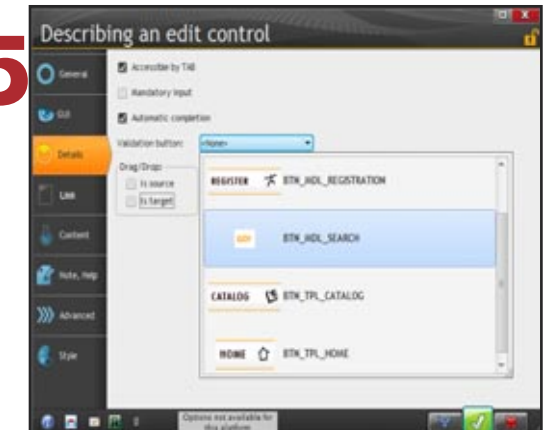 5
Describing an edit control
General
GUI
Details
Link
Content
Note, Help
Advanced
Style
Accessible by TAB
Mandatory input
Automatic completion
Validation button: <None>
Drag/Drop:
Is source
Is target
REGISTER BTN_MDL_REGISTRATION
GO! BTN_MDL_SEARCH
CATALOG BTN_TPL_CATALOG
HOME BTN_TPL_HOME
Options not available for
this platform